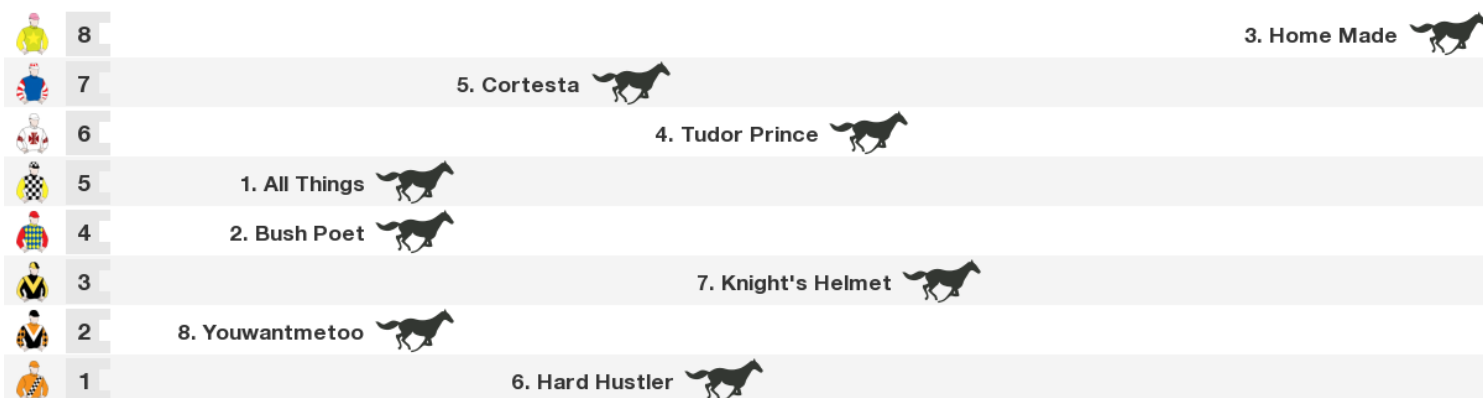 8 3. Home Made
7 5. Cortesta
6 4. Tudor Prince
5 1. All Things
4 2. Bush Poet
3 7. Knight's Helmet
2 8. Youwantmetoo
1 6. Hard Hustler